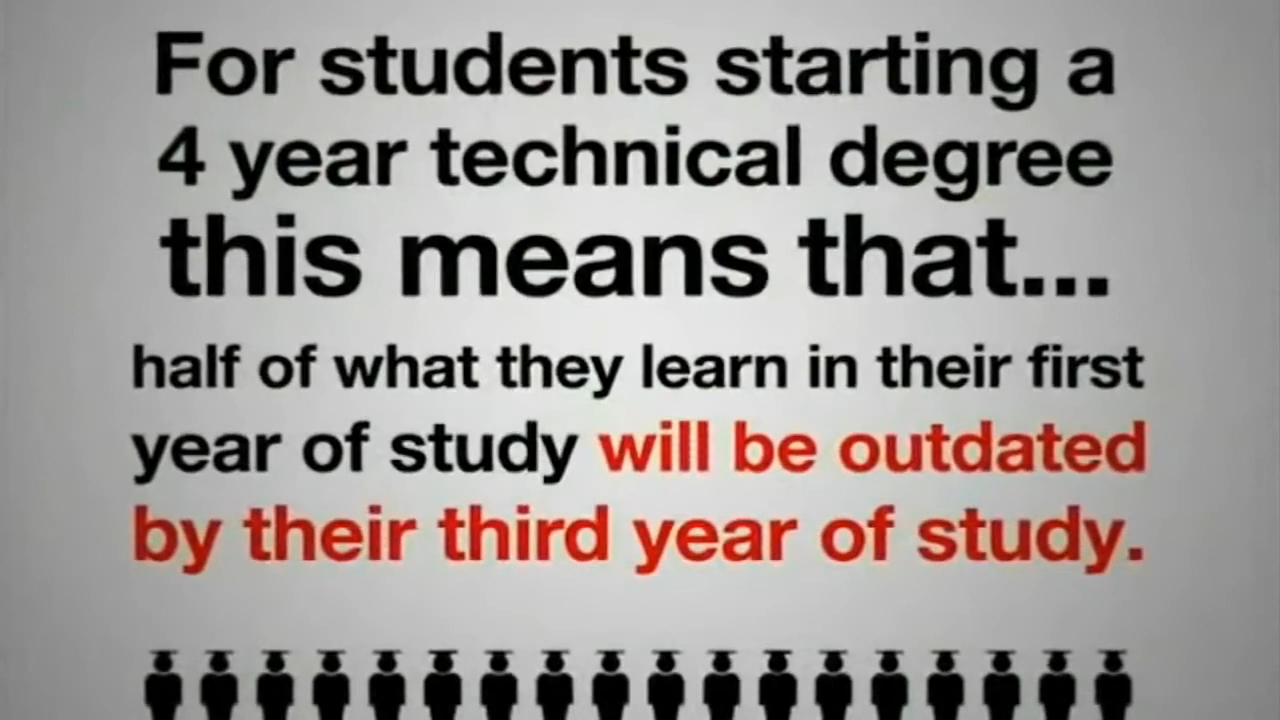 For students starting a
4 year technical degree
this means that...
half of what they learn in their first
year of study will be outdated
by their third year of study.